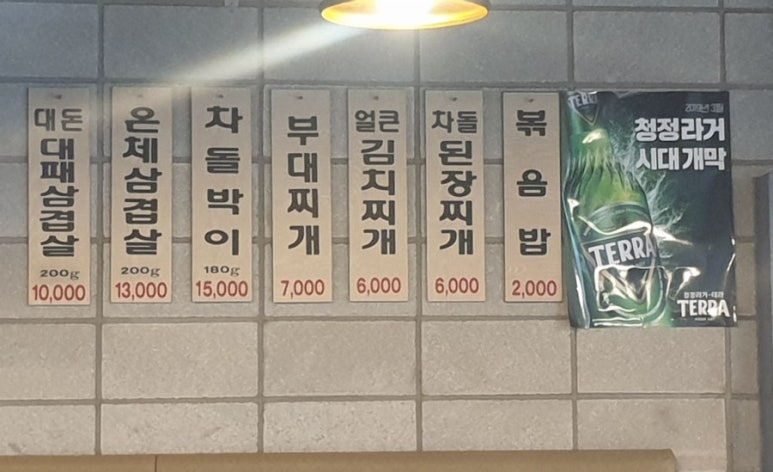 대돈
대패삼겹살
200g
10,000
온체삼겹살
200g
13,000
차돌박이
180g
15,000
부대찌개
7,000
얼큰
김치찌개
6,000
차돌
된장찌개
6,000
볶음밥
2,000
TERRA
2019년 3월
청정라거
시대개막
TERRA
청정라거-테라
TERRA